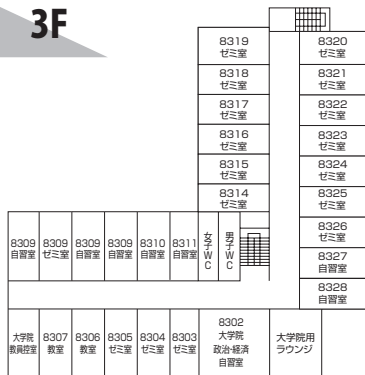 3F
8319
ゼミ室
8320
ゼミ室
8318
ゼミ室
8321
ゼミ室
8317
ゼミ室
8322
ゼミ室
8316
ゼミ室
8323
ゼミ室
8315
ゼミ室
8324
ゼミ室
8314
ゼミ室
8325
ゼミ室
8326
ゼミ室
8327
自習室
8328
自習室
8309
自習室
8309
ゼミ室
8309
自習室
8309
自習室
8310
自習室
8311
自習室
女子WC
男子WC
大学院
教員控室
8307
教室
8306
教室
8305
ゼミ室
8304
ゼミ室
8303
ゼミ室
8302
大学院
政治・経済
自習室
大学院用
ラウンジ